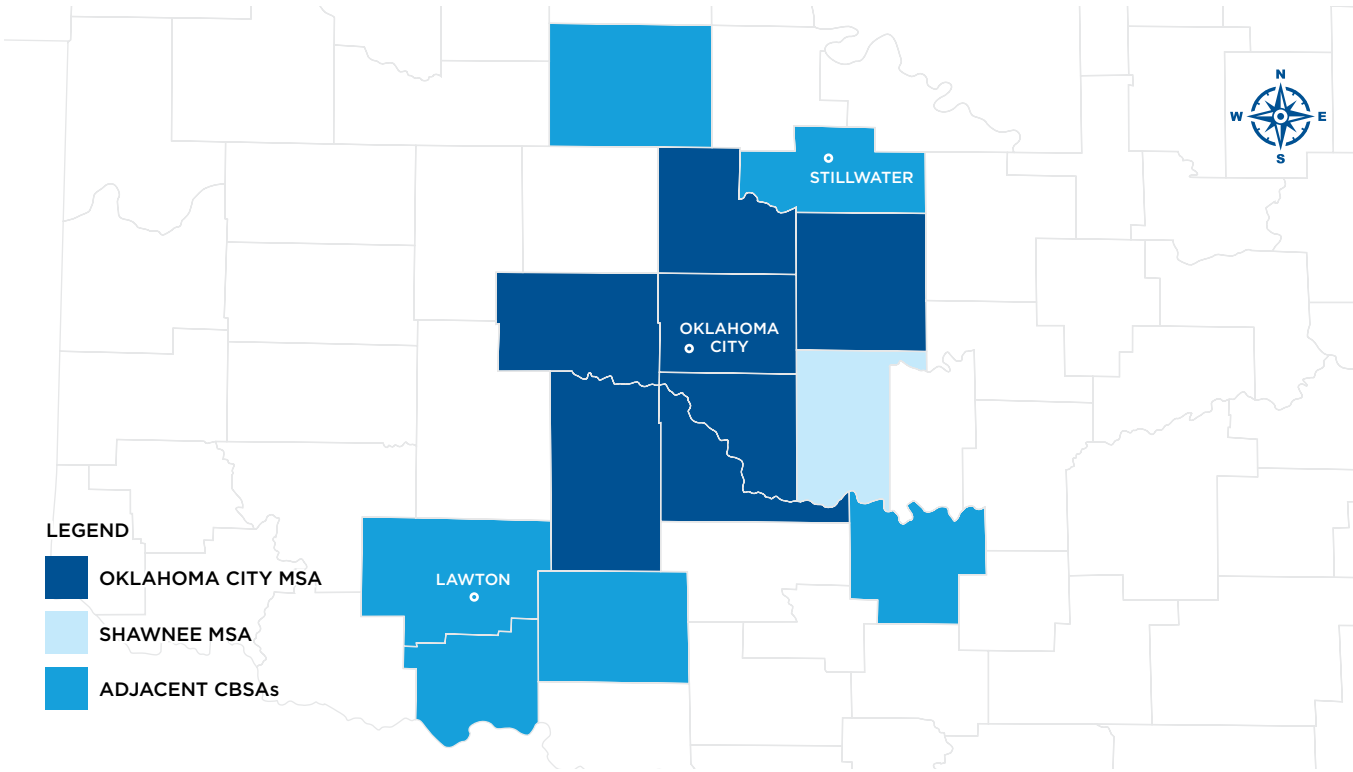 N
W E
S
STILLWATER
OKLAHOMA
CITY
LEGEND
OKLAHOMA CITY MSA
LAWTON
SHAWNEE MSA
ADJACENT CBSAs